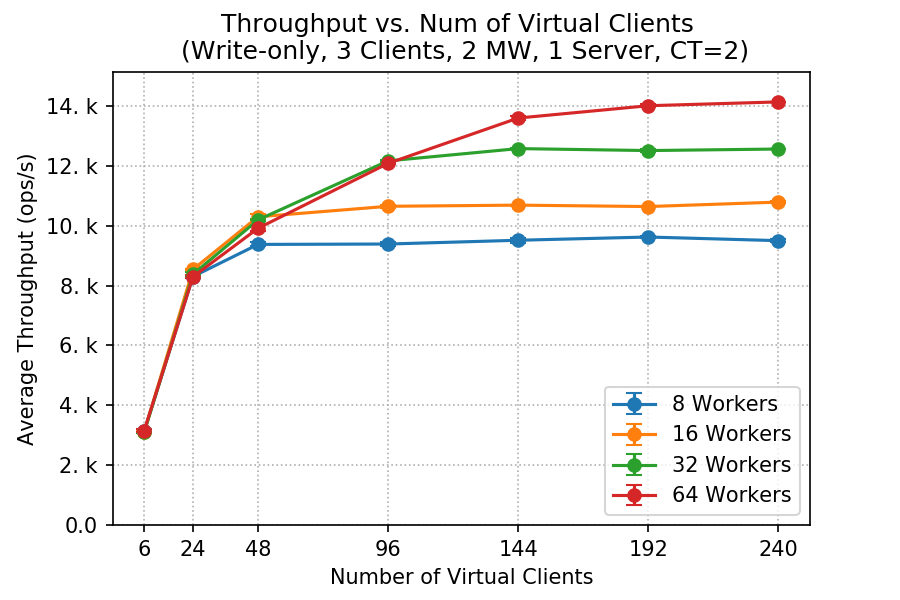 Throughput vs. Num of Virtual Clients
(Write-only, 3 Clients, 2 MW, 1 Server, CT=2)
Average Throughput (ops/s)
14. k
12. k
10. k
8. k
6. k
4. k
2. k
0.0
8 Workers
16 Workers
32 Workers
64 Workers
6 24 48 96 144 192 240
Number of Virtual Clients